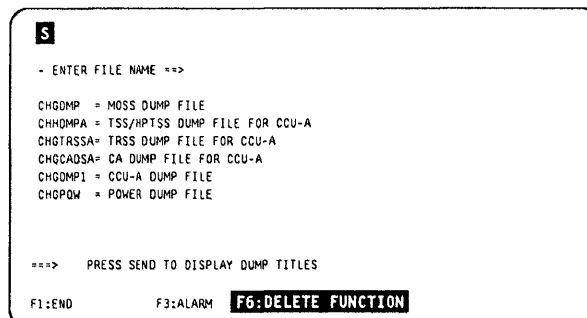 S
- ENTER FILE NAME ==>
CHGDMP = MOSS DUMP FILE
CHHDMPA = TSS/HPTSS DUMP FILE FOR CCU-A
CHGTRSSA= TRSS DUMP FILE FOR CCU-A
CHGCADSA= CA DUMP FILE FOR CCU-A
CHGDMP1 = CCU-A DUMP FILE
CHGPOW = POWER DUMP FILE
===> PRESS SEND TO DISPLAY DUMP TITLES
F1:END F3:ALARM F6:DELETE FUNCTION